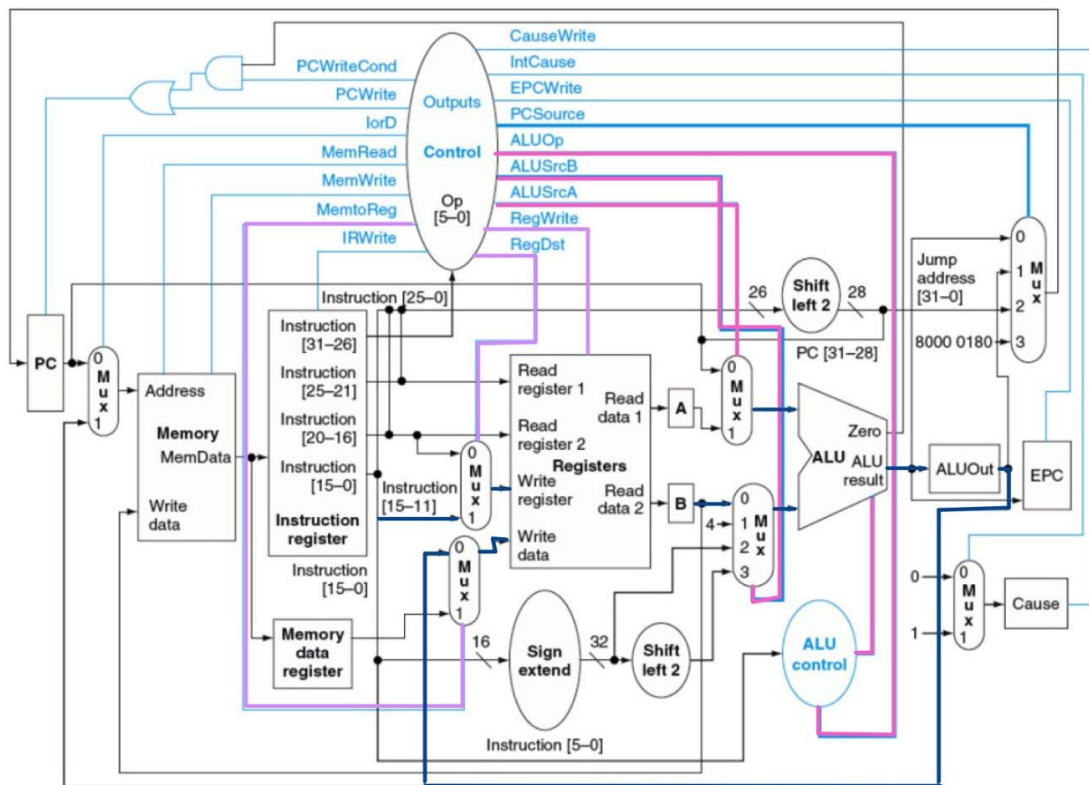 CauseWrite
IntCause
EPCWrite
PCSource
ALUOp
ALUSrcB
ALUSrcA
RegWrite
RegDst
PCWriteCond
PCWrite
IorD
MemRead
MemWrite
MemtoReg
IRWrite
Outputs
Control
Op
[5–0]
PC
0
M
u
x
1
Address
Memory
MemData
Write
data
Instruction [25–0]
Instruction
[31–26]
Instruction
[25–21]
Instruction
[20–16]
Instruction
[15–0]
Instruction
register
Instruction
[15–0]
Memory
data
register
Instruction
[15–11]
0
M
u
x
1
0
M
u
x
1
Read
register 1
Read
register 2
Write
register
Write
data
Registers
Read
data 1
Read
data 2
16
Sign
extend
32
Shift
left 2
Instruction [5–0]
A
B
4
0
M
u
x
1
0
1
M
u
x
2
3
26
Shift
left 2
28
PC [31–28]
Jump
address
[31–0]
8000 0180
0
1
M
u
x
2
3
Zero
ALU
ALU
result
ALUOut
EPC
ALU
control
0
1
0
M
u
x
1
Cause